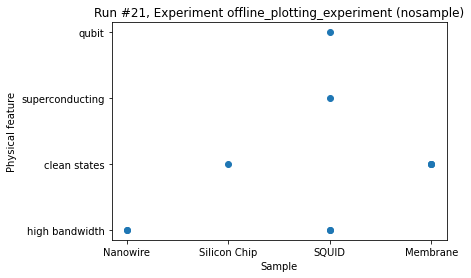 Run #21, Experiment offline_plotting_experiment (nosample)
qubit
superconducting
clean states
high bandwidth
Physical feature
Nanowire Silicon Chip SQUID Membrane
Sample